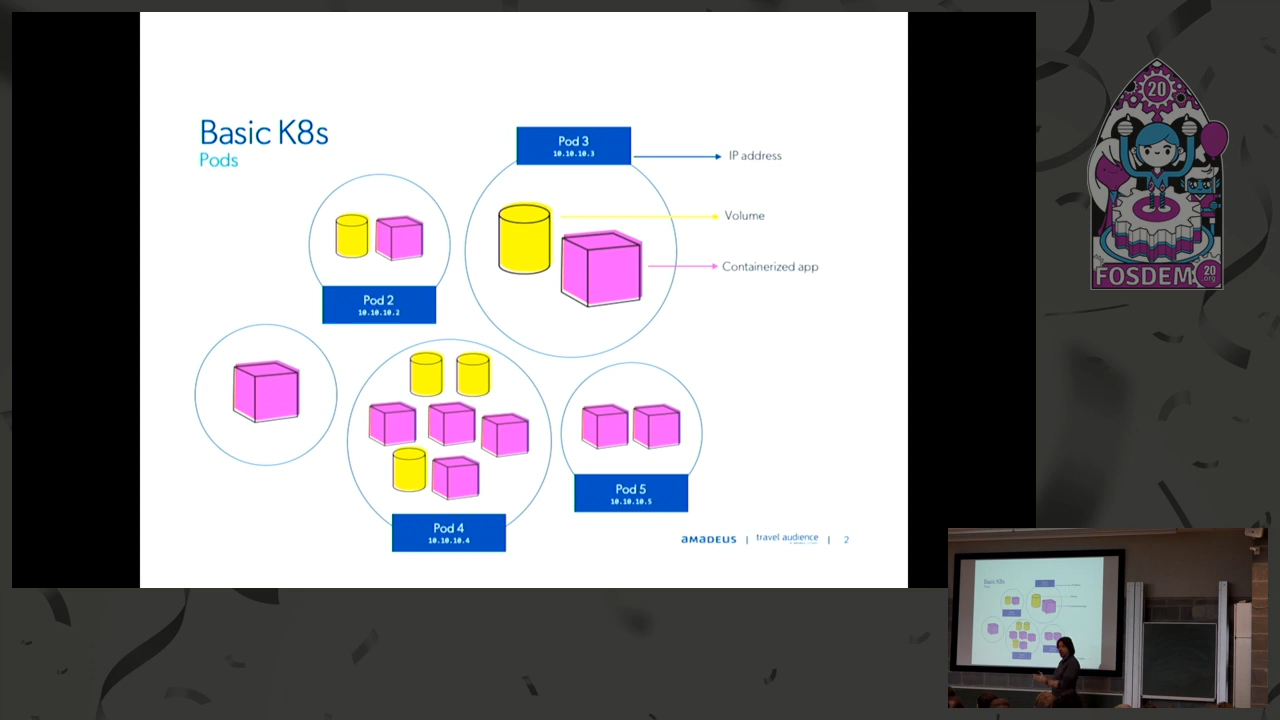 Basic K8s
Pods
Pod 3
10.10.10.3
IP address
Volume
Containerized app
Pod 2
10.10.10.2
Pod 4
10.10.10.4
Pod 5
10.10.10.5
amadeus | travel audience | 2
20
FOSDEM 20
.org